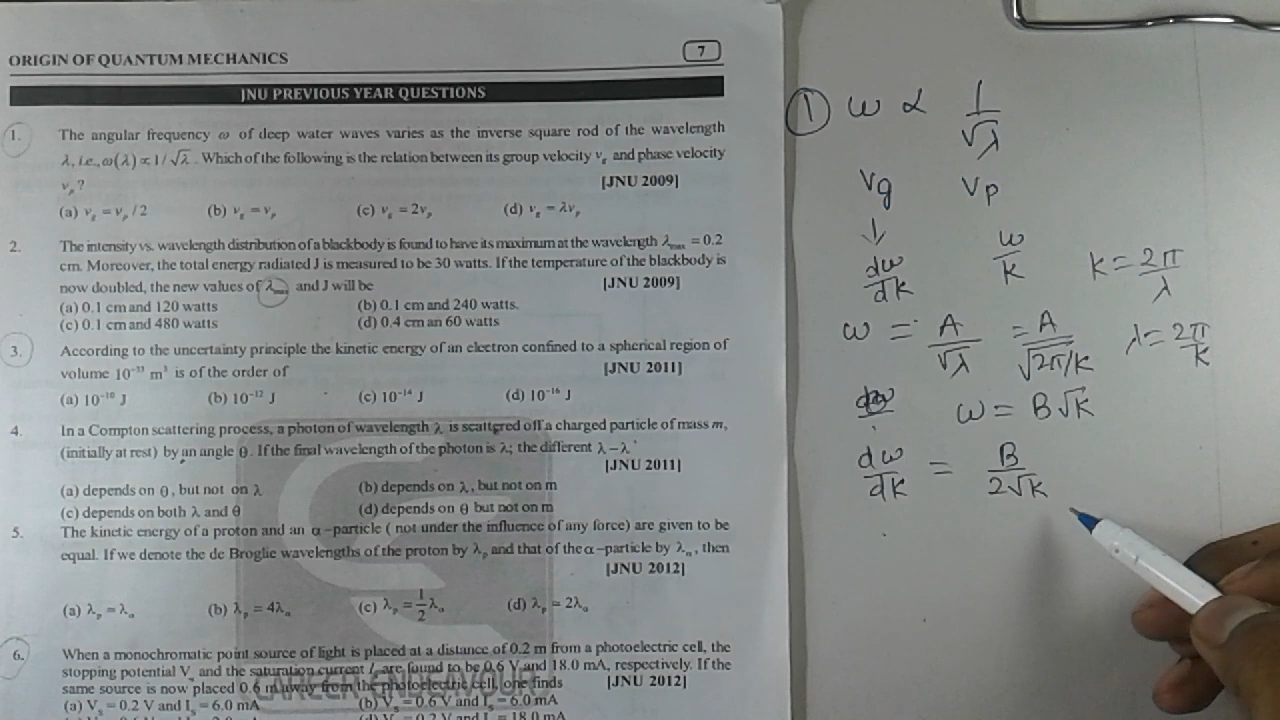 ORIGIN OF QUANTUM MECHANICS
7
JNU PREVIOUS YEAR QUESTIONS
1. The angular frequency ω of deep water waves varies as the inverse square rod of the wavelength
λ, i.e., ω(λ) ∝ 1/√λ. Which of the following is the relation between its group velocity v_g and phase velocity
v_p? [JNU 2009]
(a) v_g = v_p / 2 (b) v_g = v_p (c) v_g = 2v_p (d) v_g = λv_p
2. The intensity vs. wavelength distribution of a blackbody is found to have its maximum at the wavelength λ_max = 0.2
cm. Moreover, the total energy radiated J is measured to be 30 watts. If the temperature of the blackbody is
now doubled, the new values of λ_max and J will be [JNU 2009]
(a) 0.1 cm and 120 watts (b) 0.1 cm and 240 watts.
(c) 0.1 cm and 480 watts (d) 0.4 cm an 60 watts
3. According to the uncertainty principle the kinetic energy of an electron confined to a spherical region of
volume m³ is of the order of [JNU 2011]
(a) 10⁻¹⁰ J (b) 10⁻¹² J (c) 10⁻¹⁴ J (d) 10⁻¹⁶ J
4. In a Compton scattering process, a photon of wavelength λ is scattered off a charged particle of mass m,
(initially at rest) by an angle θ. If the final wavelength of the photon is λ; the different λ – λ'
[JNU 2011]
(a) depends on θ, but not on λ (b) depends on λ, but not on m
(c) depends on both λ and θ (d) depends on θ but not on m
5. The kinetic energy of a proton and an α–particle ( not under the influence of any force) are given to be
equal. If we denote the de Broglie wavelengths of the proton by λ_p and that of the α–particle by λ_α, then
[JNU 2012]
(a) λ_p = λ_α (b) λ_p = 4λ_α (c) λ_p = 1/2 λ_α (d) λ_p = 2λ_α
6. When a monochromatic point source of light is placed at a distance of 0.2 m from a photoelectric cell, the
stopping potential V_s and the saturation current I_s are found to be 0.6 V and 18.0 mA, respectively. If the
same source is now placed 0.6 m away from the photoelectric cell, one finds [JNU 2012]
(a) V_s = 0.2 V and I_s = 6.0 mA (b) V_s = 0.6 V and I_s = 6.0 mA
= 0.2 V and I_s = 18.0 mA
CAREER ENDEAVOUR
① ω ∝ 1/√λ
Vg Vp
↓
dω/dK ω/K K = 2π/λ
ω = A/√λ = A/√(2π/K) λ = 2π/K
ω = B√K
dω/dK = B/2√K